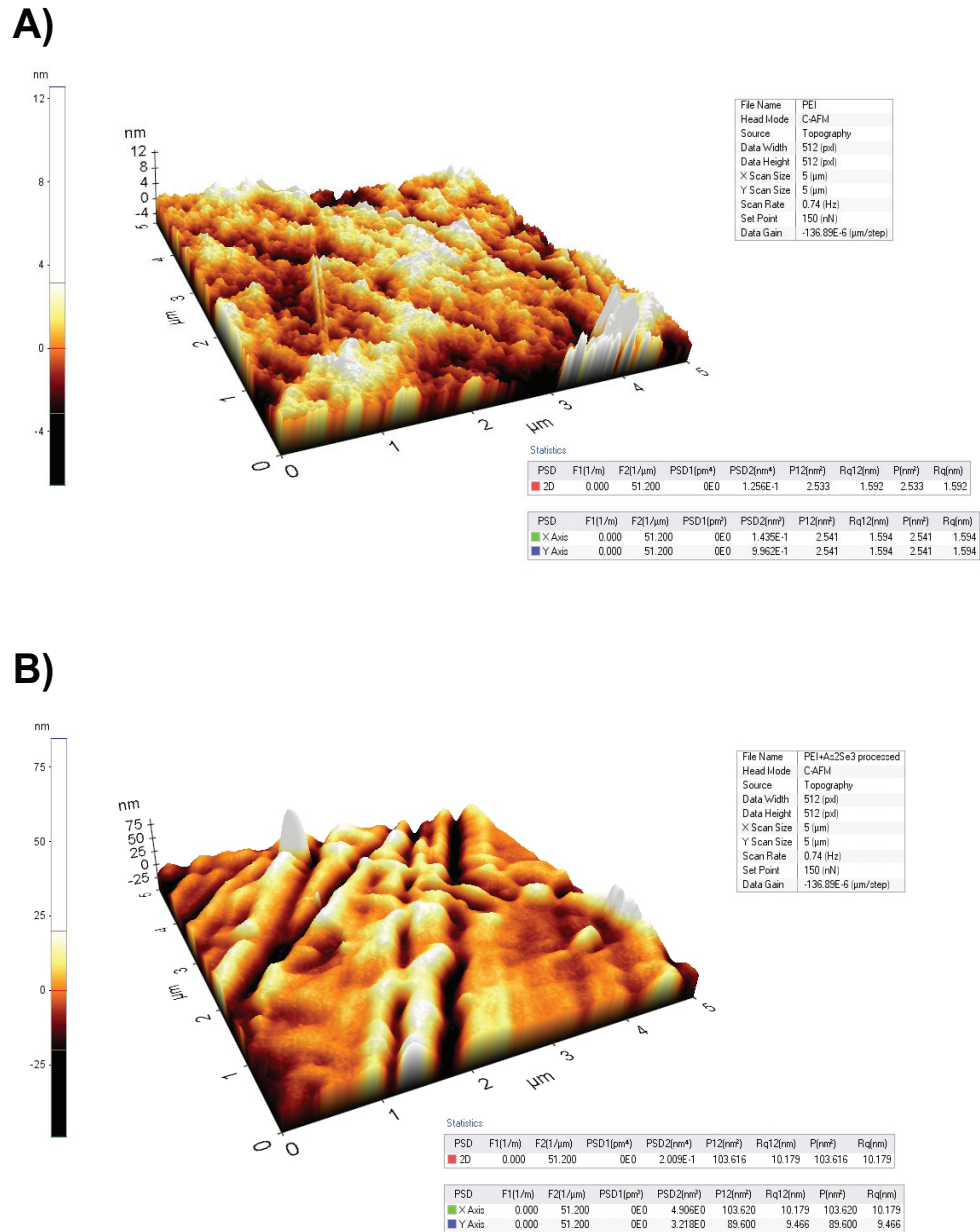 A)
nm
12
8
4
0
-4
nm
12
8
4
0
-4
5
4
3
µm
2
1
0
0
1
2
µm
3
4
5
File Name PEI
Head Mode C-AFM
Source Topography
Data Width 512 (pxl)
Data Height 512 (pxl)
X Scan Size 5 (µm)
Y Scan Size 5 (µm)
Scan Rate 0.74 (Hz)
Set Point 150 (nN)
Data Gain -136.89E-6 (µm/step)
Statistics
PSD F1(1/m) F2(1/µm) PSD1(pm⁴) PSD2(nm⁴) P12(nm²) Rq12(nm) P(nm²) Rq(nm)
2D 0.000 51.200 0E0 1.256E-1 2.533 1.592 2.533 1.592
PSD F1(1/m) F2(1/µm) PSD1(pm³) PSD2(nm³) P12(nm²) Rq12(nm) P(nm²) Rq(nm)
X Axis 0.000 51.200 0E0 1.435E-1 2.541 1.594 2.541 1.594
Y Axis 0.000 51.200 0E0 9.962E-2 2.541 1.594 2.541 1.594
B)
nm
75
50
25
0
-25
nm
75
50
25
0
-25
5
4
3
µm
2
1
0
0
1
2
µm
3
4
5
File Name PEI+As2Se3 processed
Head Mode C-AFM
Source Topography
Data Width 512 (pxl)
Data Height 512 (pxl)
X Scan Size 5 (µm)
Y Scan Size 5 (µm)
Scan Rate 0.74 (Hz)
Set Point 150 (nN)
Data Gain -136.89E-6 (µm/step)
Statistics
PSD F1(1/m) F2(1/µm) PSD1(pm⁴) PSD2(nm⁴) P12(nm²) Rq12(nm) P(nm²) Rq(nm)
2D 0.000 51.200 0E0 2.009E-1 103.616 10.179 103.616 10.179
PSD F1(1/m) F2(1/µm) PSD1(pm³) PSD2(nm³) P12(nm²) Rq12(nm) P(nm²) Rq(nm)
X Axis 0.000 51.200 0E0 4.906E0 103.620 10.179 103.620 10.179
Y Axis 0.000 51.200 0E0 3.218E0 89.600 9.466 89.600 9.466